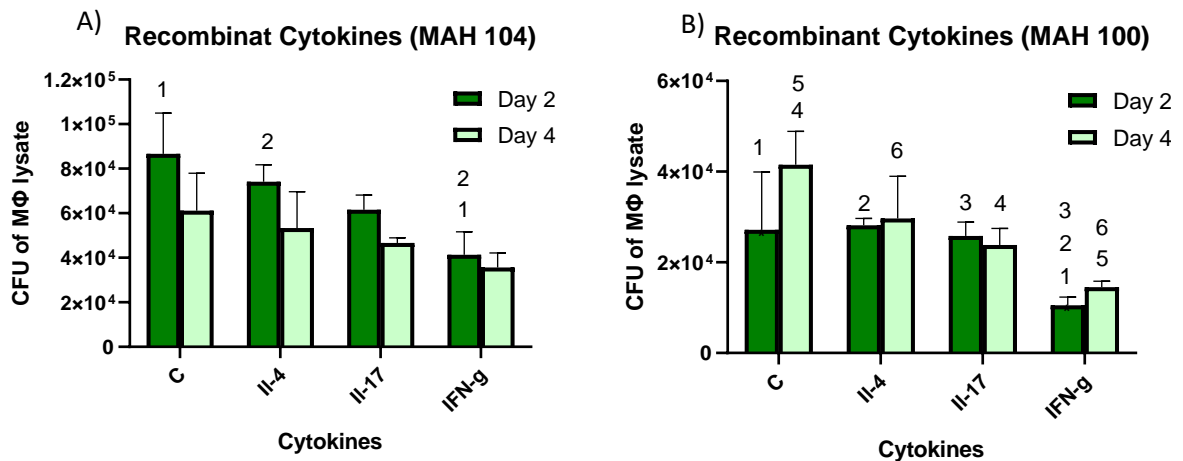 A)
Recombinat Cytokines (MAH 104)
1.2×10⁵
1×10⁵
8×10⁴
6×10⁴
4×10⁴
2×10⁴
0
CFU of MΦ lysate
1
2
2
1
Day 2
Day 4
C
Il-4
Il-17
IFN-g
Cytokines
B)
Recombinant Cytokines (MAH 100)
6×10⁴
4×10⁴
2×10⁴
0
CFU of MΦ lysate
1
5
4
2
6
3
4
3
2
1
6
5
Day 2
Day 4
C
Il-4
Il-17
IFN-g
Cytokines